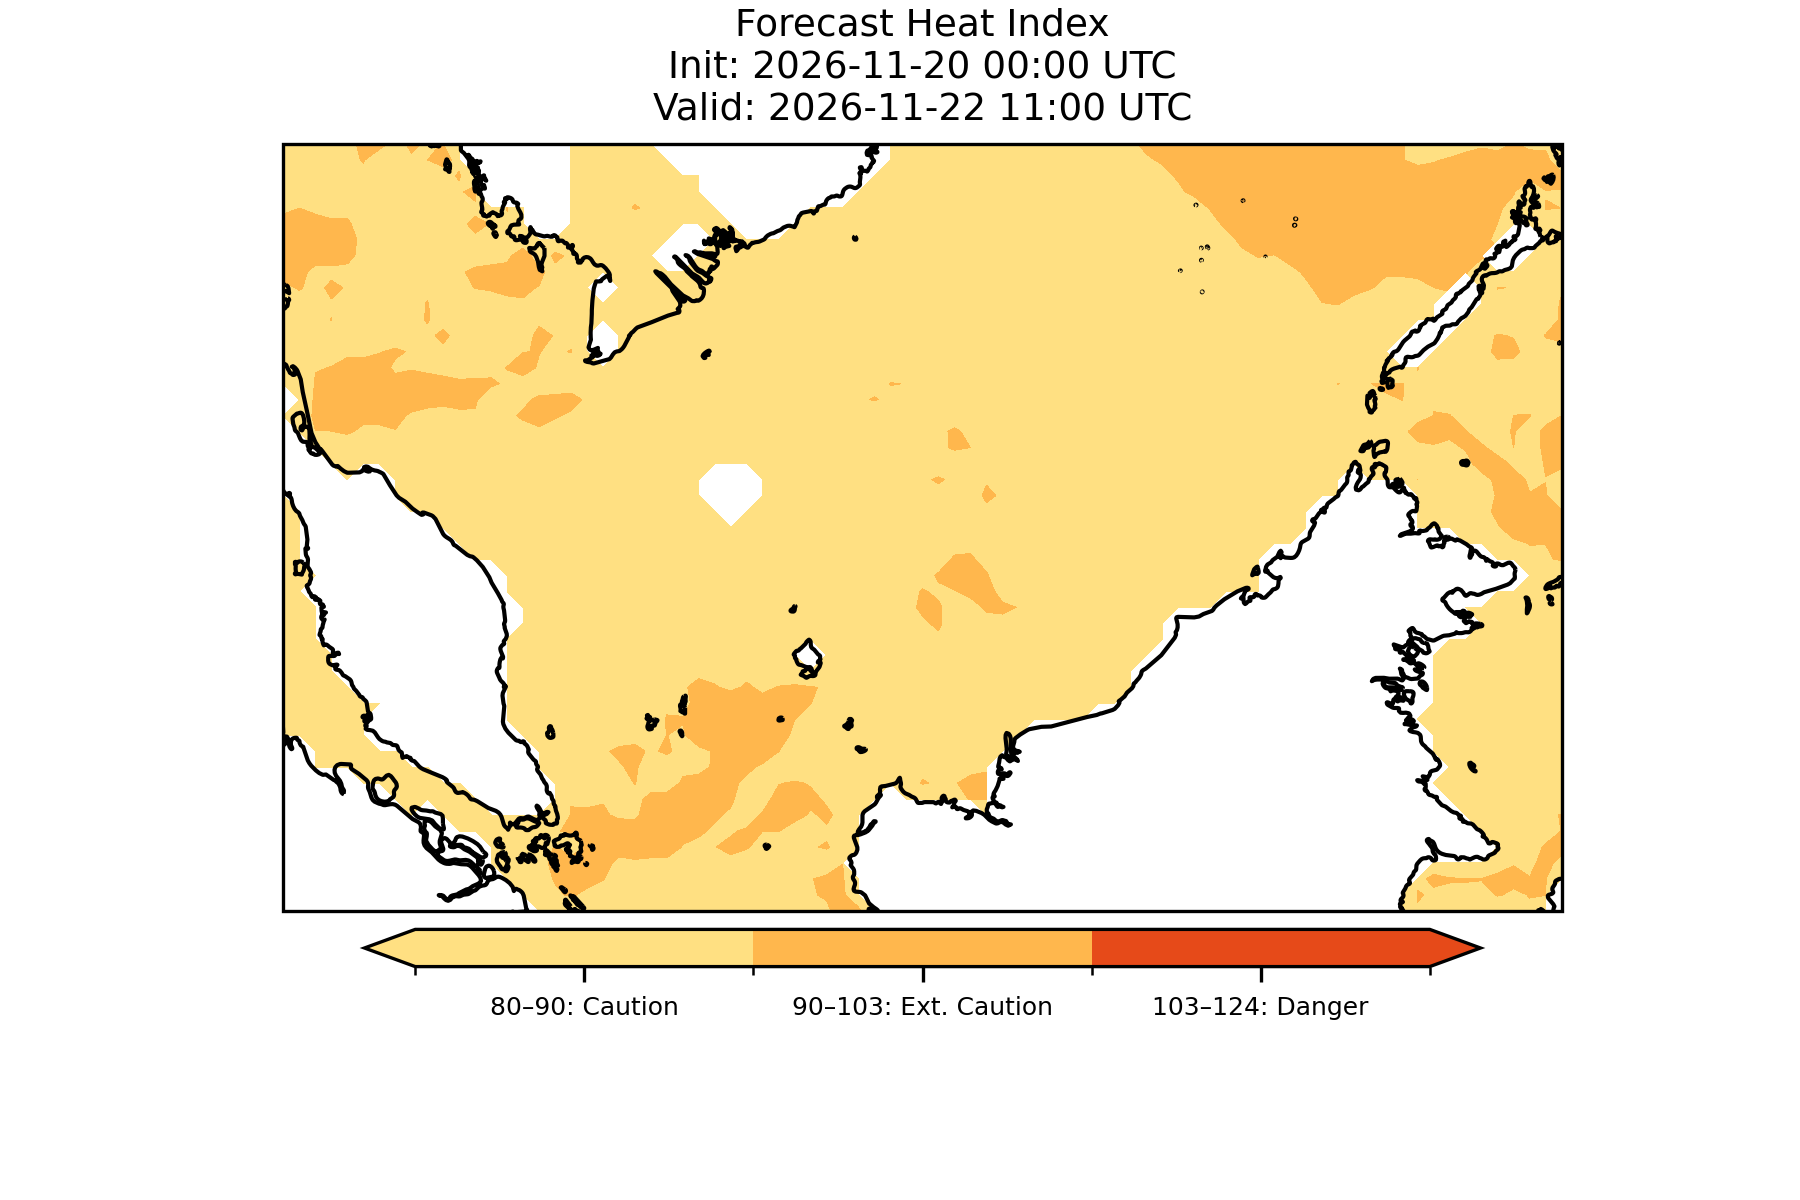 Forecast Heat Index
Init: 2026-11-20 00:00 UTC
Valid: 2026-11-22 11:00 UTC
80–90: Caution
90–103: Ext. Caution
103–124: Danger